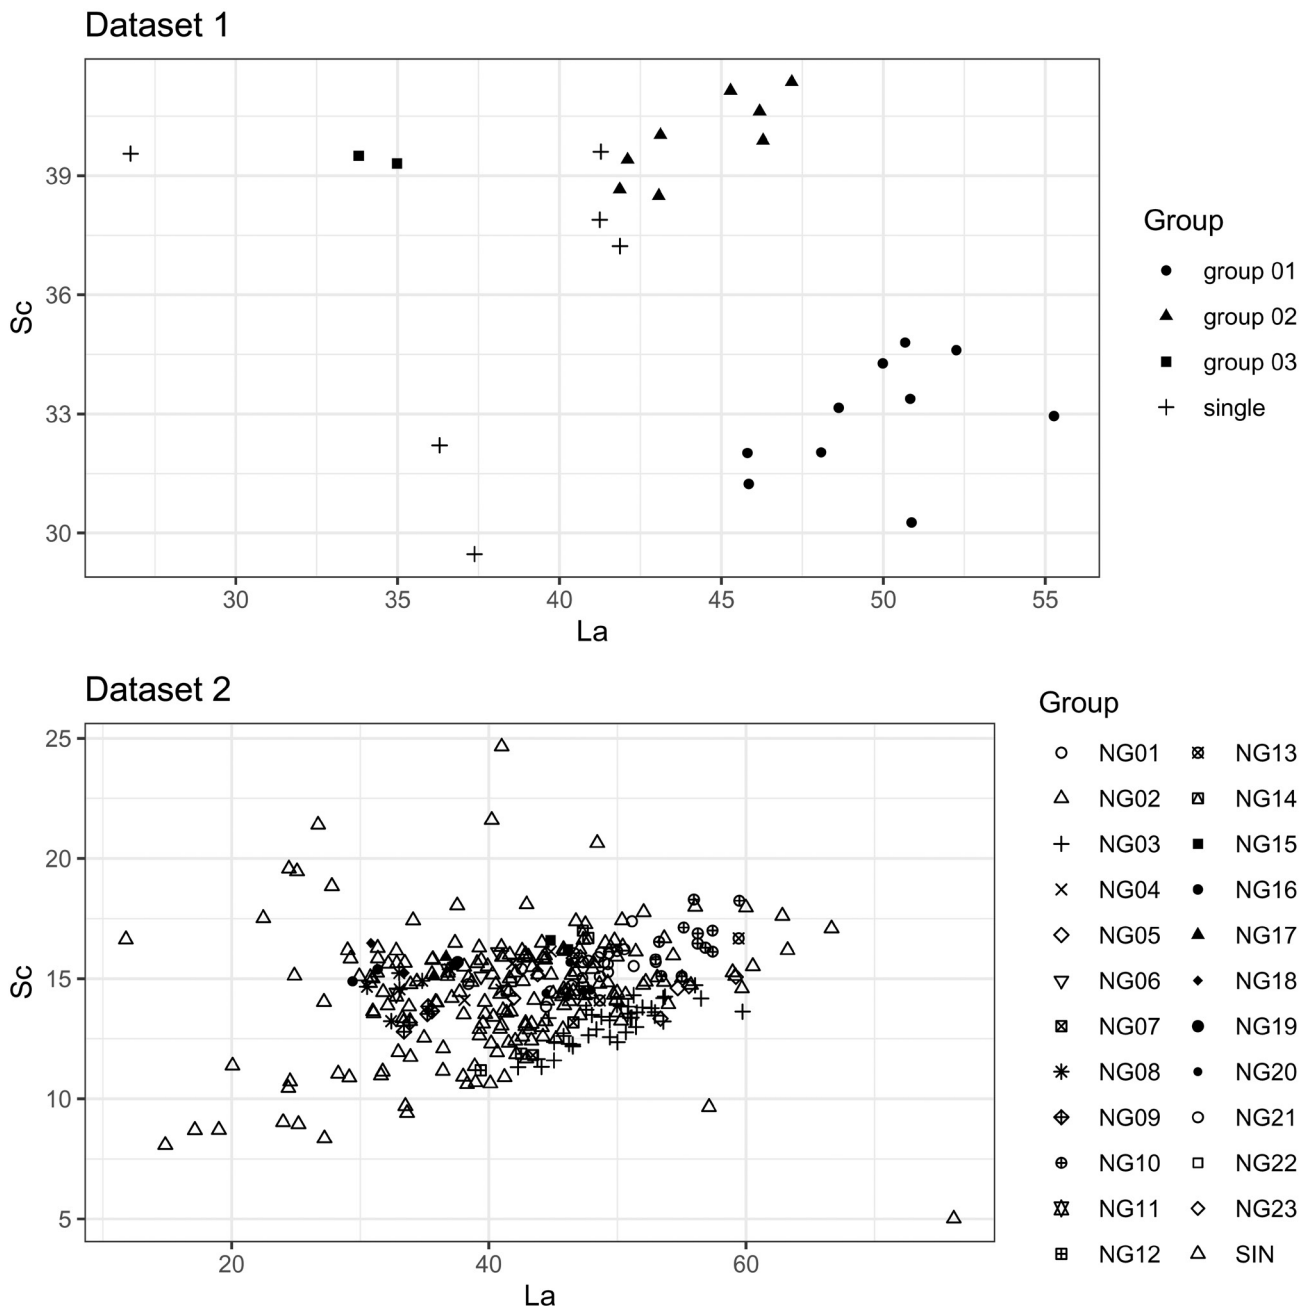 Dataset 1
39
36
33
30
Sc
30 35 40 45 50 55
La
Group
group 01
group 02
group 03
single
Dataset 2
25
20
15
10
5
Sc
20 40 60
La
Group
NG01 NG13
NG02 NG14
NG03 NG15
NG04 NG16
NG05 NG17
NG06 NG18
NG07 NG19
NG08 NG20
NG09 NG21
NG10 NG22
NG11 NG23
NG12 SIN